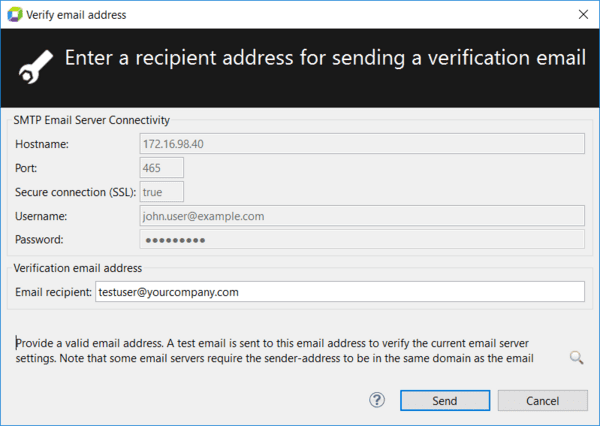 Verify email address
Enter a recipient address for sending a verification email
SMTP Email Server Connectivity
Hostname: 172.16.98.40
Port: 465
Secure connection (SSL): true
Username: john.user@example.com
Password: ●●●●●●●●●
Verification email address
Email recipient: testuser@yourcompany.com
Provide a valid email address. A test email is sent to this email address to verify the current email server
settings. Note that some email servers require the sender-address to be in the same domain as the email
? Send Cancel